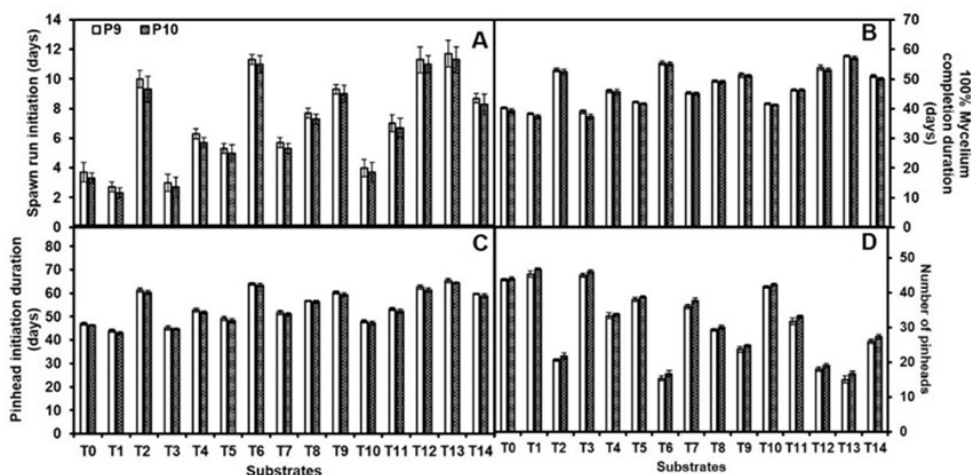 14
12
10
8
6
4
2
0
Spawn run initiation (days)
P9 P10
A
B
70
60
50
40
30
20
10
0
100% Mycelium
completion duration
(days)
80
70
60
50
40
30
20
10
0
Pinhead initiation duration
(days)
C
D
50
40
30
20
10
0
Number of pinheads
T0 T1 T2 T3 T4 T5 T6 T7 T8 T9 T10 T11 T12 T13 T14
Substrates
T0 T1 T2 T3 T4 T5 T6 T7 T8 T9 T10 T11 T12 T13 T14
Substrates